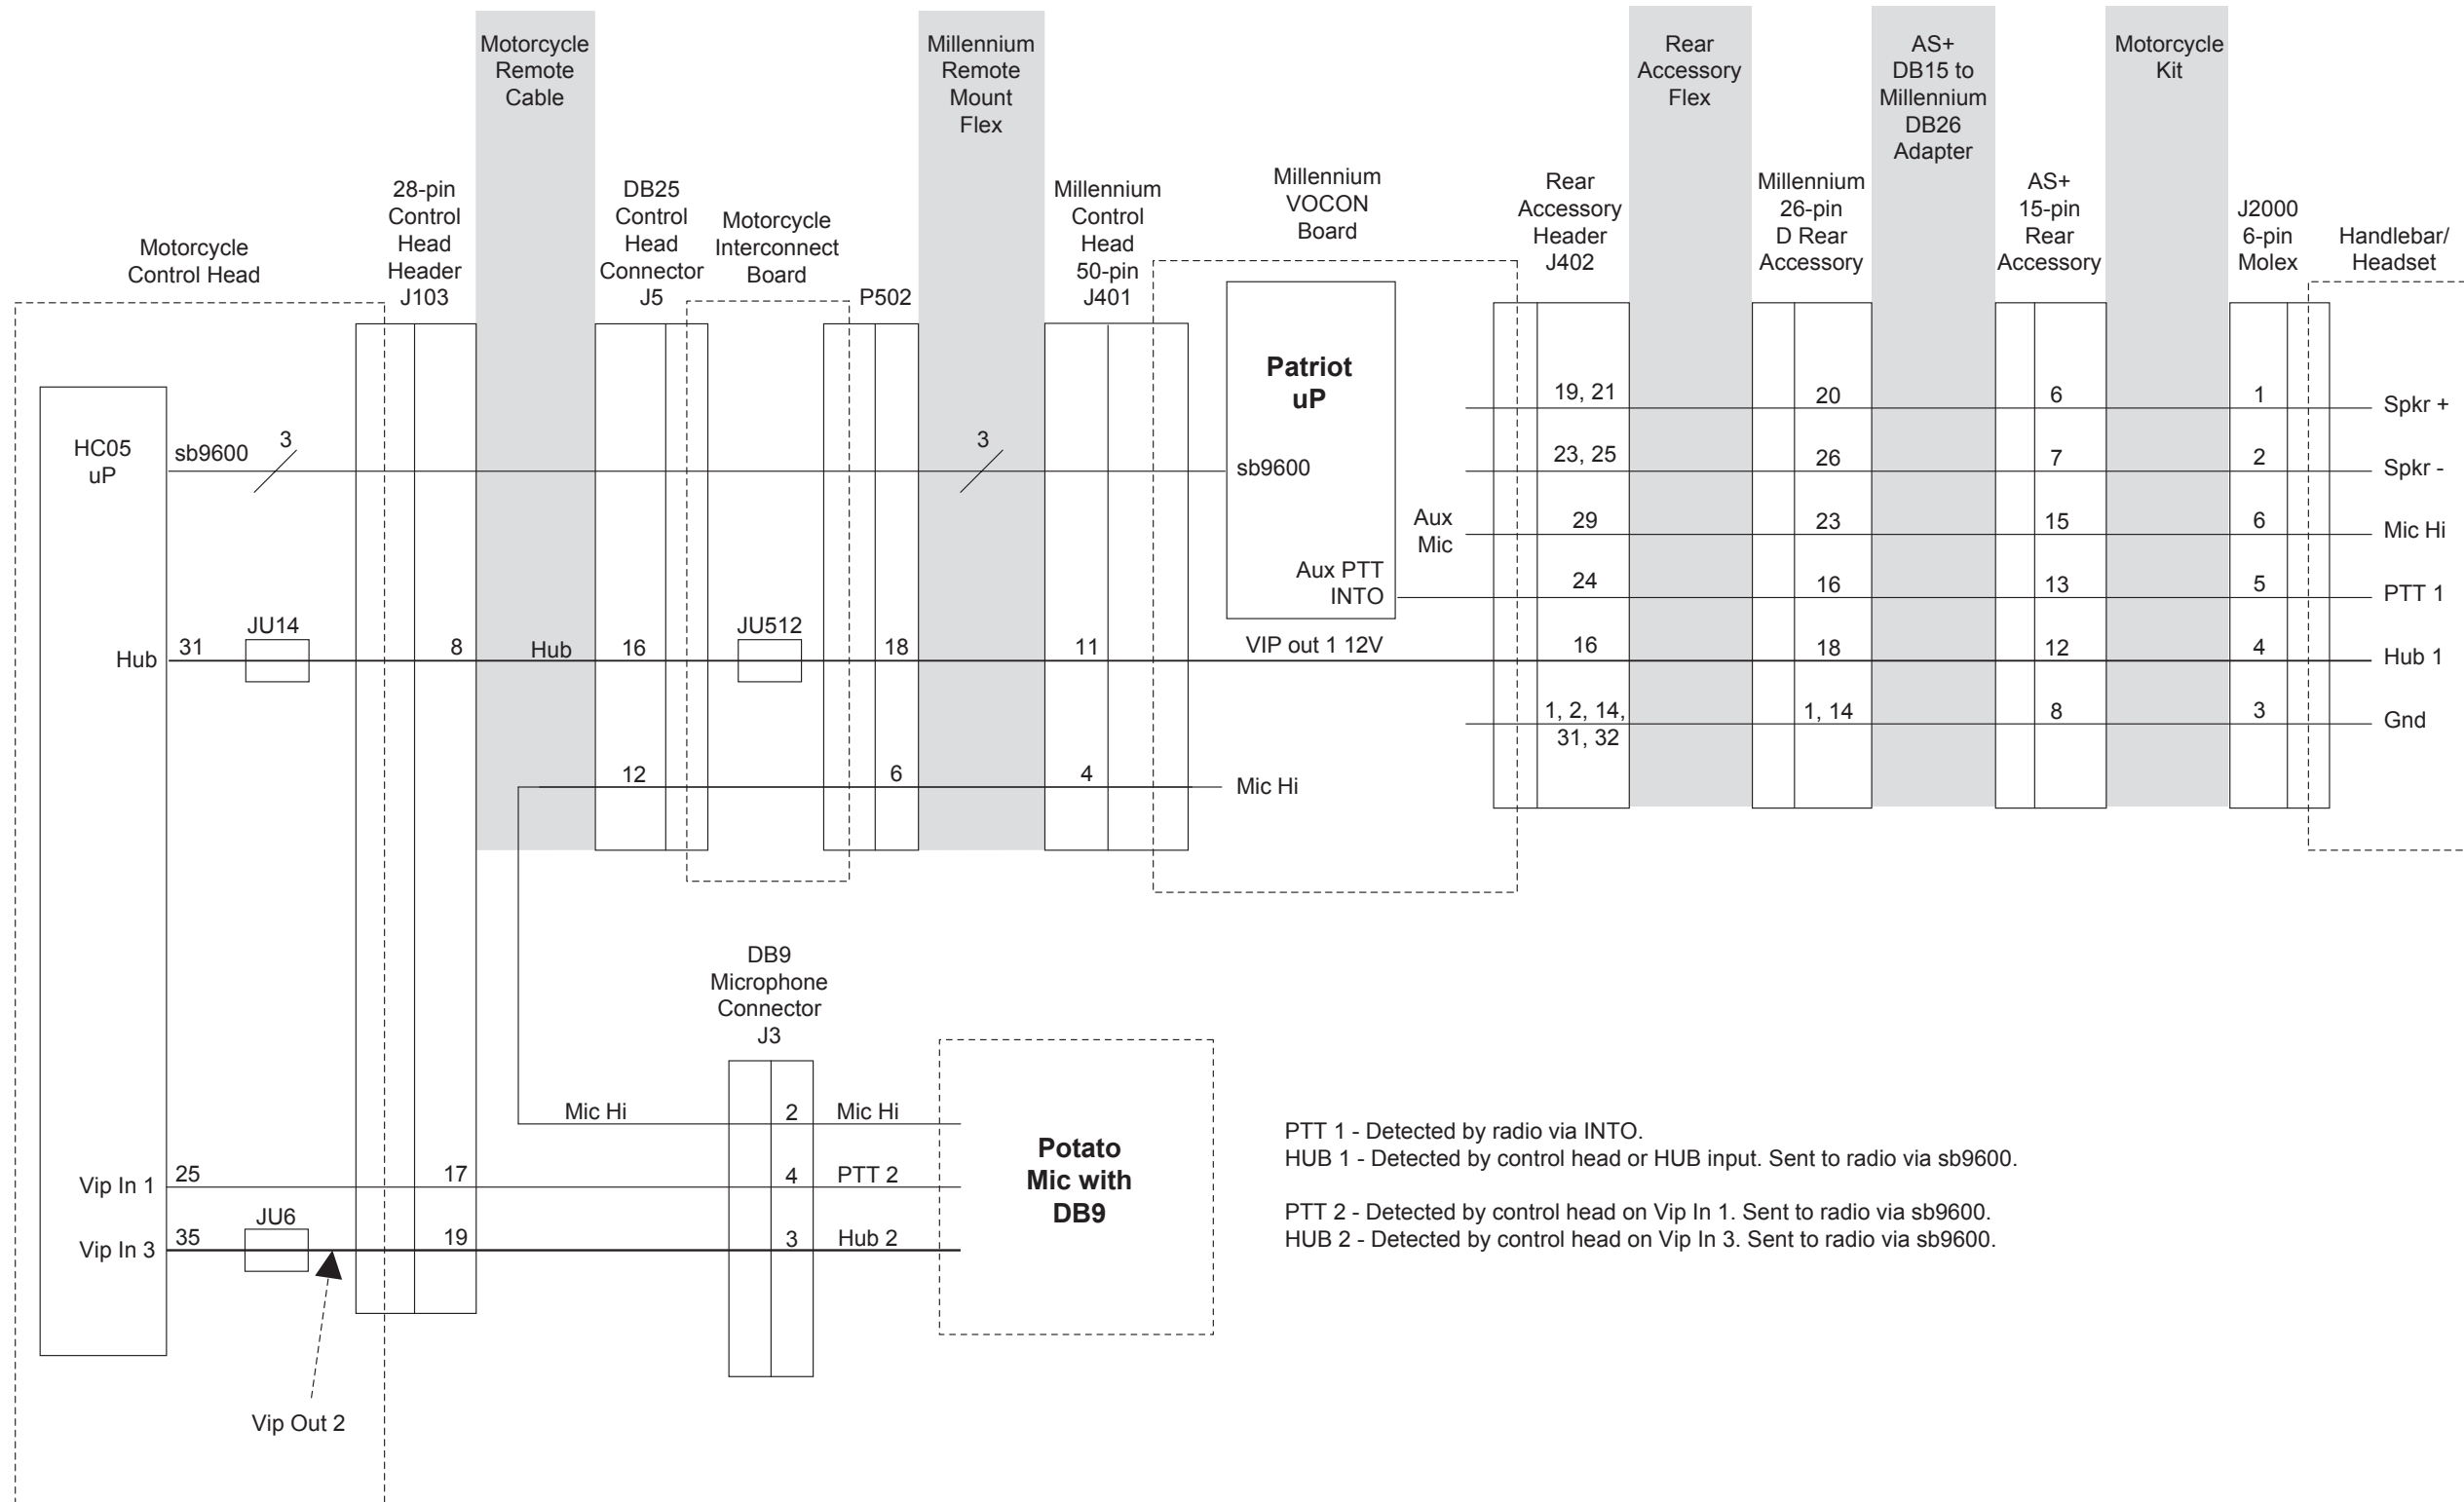 Motorcycle
Remote
Cable
Millennium
Remote
Mount
Flex
Rear
Accessory
Flex
AS+
DB15 to
Millennium
DB26
Adapter
Motorcycle
Kit
Motorcycle
Control Head
28-pin
Control
Head
Header
J103
DB25
Control
Head
Connector
J5
Motorcycle
Interconnect
Board
P502
Millennium
Control
Head
50-pin
J401
Millennium
VOCON
Board
Rear
Accessory
Header
J402
Millennium
26-pin
D Rear
Accessory
AS+
15-pin
Rear
Accessory
J2000
6-pin
Molex
Handlebar/
Headset
Patriot
uP
19, 21
20
6
1
Spkr +
HC05
uP
sb9600
3
3
sb9600
23, 25
26
7
2
Spkr -
Aux
Mic
29
23
15
6
Mic Hi
Aux PTT
INTO
24
16
13
5
PTT 1
Hub
31
JU14
8
Hub
16
JU512
18
11
VIP out 1 12V
16
18
12
4
Hub 1
1, 2, 14,
31, 32
1, 14
8
3
Gnd
12
6
4
Mic Hi
DB9
Microphone
Connector
J3
Mic Hi
2
Mic Hi
Vip In 1
25
17
4
PTT 2
Vip In 3
35
JU6
19
3
Hub 2
Potato
Mic with
DB9
Vip Out 2
PTT 1 - Detected by radio via INTO.
HUB 1 - Detected by control head or HUB input. Sent to radio via sb9600.
PTT 2 - Detected by control head on Vip In 1. Sent to radio via sb9600.
HUB 2 - Detected by control head on Vip In 3. Sent to radio via sb9600.